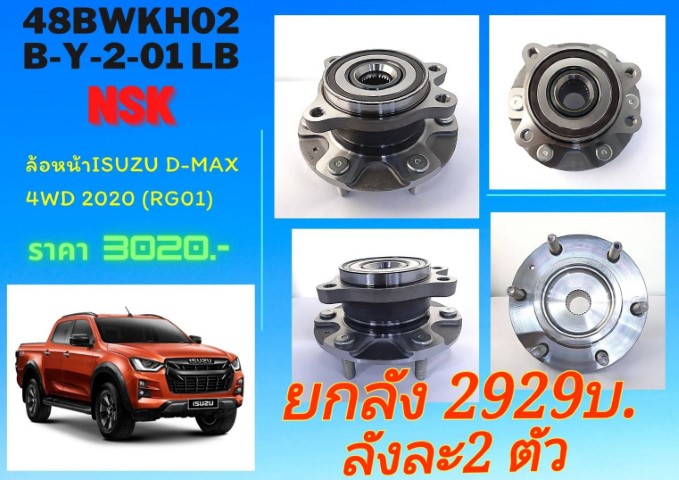 48BWKH02
B-Y-2-01 LB
NSK
ล้อหน้าISUZU D-MAX
4WD 2020 (RG01)
ราคา 3020.-
ISUZU
ISUZU
ยกลัง 2929บ.
ลังละ2 ตัว